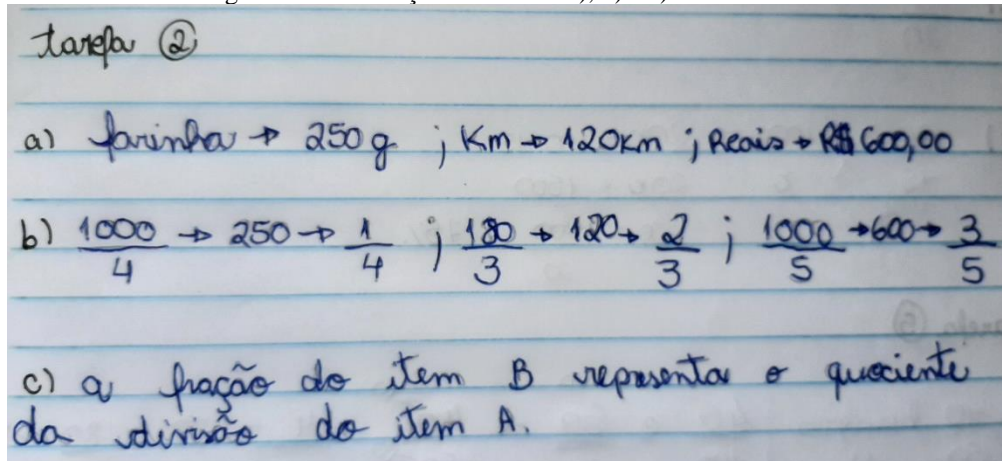 tarefa ②
a) farinha → 250 g ; Km → 120 Km ; Reais → R$ 600,00
b) 1000/4 → 250 → 1/4 ; 180/3 → 120 → 2/3 ; 1000/5 → 600 → 3/5
c) a fração do item B representa o quociente
da divisão do item A.